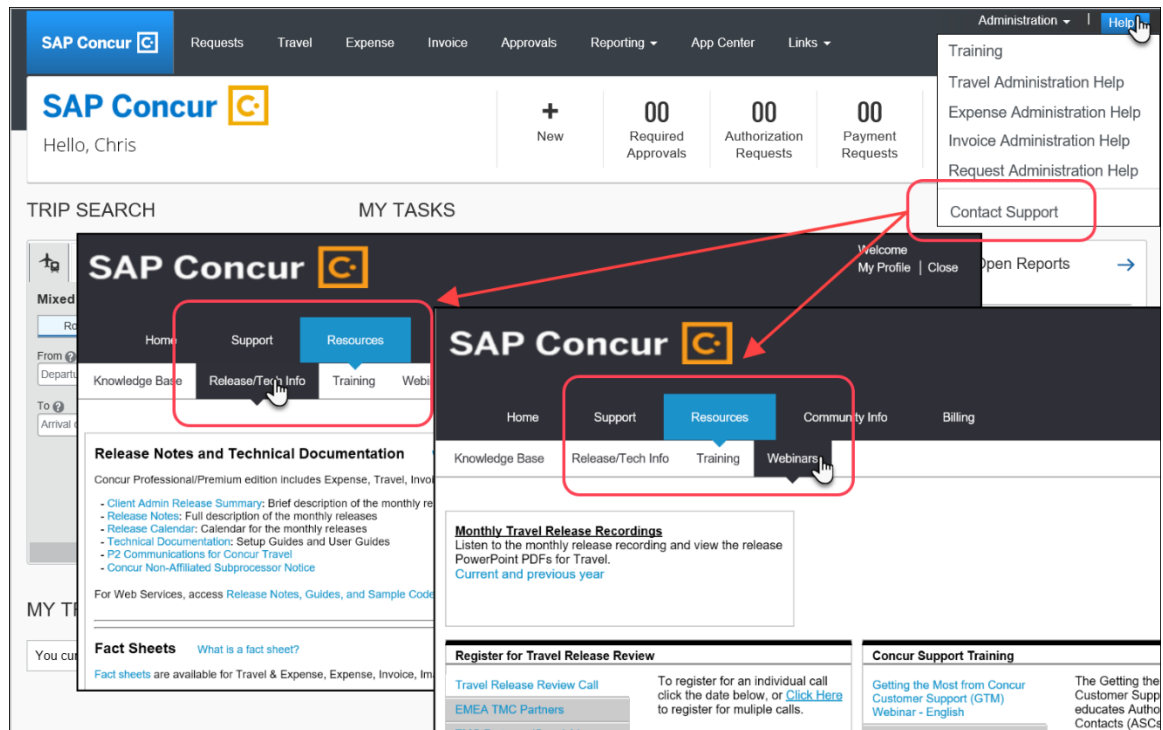 Administration | Help
SAP Concur C. Requests Travel Expense Invoice Approvals Reporting App Center Links
Training
Travel Administration Help
Expense Administration Help
Invoice Administration Help
Request Administration Help
Contact Support
SAP Concur C.
Hello, Chris
+
New
00
Required
Approvals
00
Authorization
Requests
00
Payment
Requests
TRIP SEARCH
MY TASKS
Open Reports
Mixed
From
To
Arrival
MY
You
SAP Concur C.
Welcome
My Profile | Close
Home Support Resources
Knowledge Base Release/Tech Info Training
Release Notes and Technical Documentation
Concur Professional/Premium edition includes Expense, Travel,
- Client Admin Release Summary: Brief description of the monthly
- Release Notes: Full description of the monthly releases
- Release Calendar: Calendar for the monthly releases
- Technical Documentation: Setup Guides and User Guides
- P2 Communications for Concur Travel
- Concur Non-Affiliated Subprocessor Notice
For Web Services, access Release Notes, Guides, and Sample Code
Fact Sheets What is a fact sheet?
Fact sheets are available for Travel & Expense, Expense, Invoice,
SAP Concur C.
Home Support Resources Community Info Billing
Knowledge Base Release/Tech Info Training Webinars
Monthly Travel Release Recordings
Listen to the monthly release recording and view the release
PowerPoint PDFs for Travel.
Current and previous year
Register for Travel Release Review
Travel Release Review Call
EMEA TMC Partners
To register for an individual call
click the date below, or Click Here
to register for muliple calls.
Concur Support Training
Getting the Most from Concur
Customer Support (GTM)
Webinar - English
The Getting the
Customer Supp
educates Autho
Contacts (ASCs